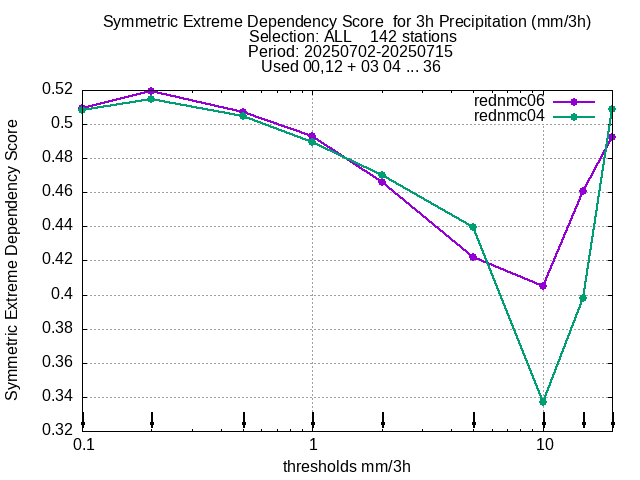 Symmetric Extreme Dependency Score  for 3h Precipitation (mm/3h)
Selection: ALL    142 stations
Period: 20250702-20250715
Used 00,12 + 03 04 ... 36
Symmetric Extreme Dependency Score
0.52
0.5
0.48
0.46
0.44
0.42
0.4
0.38
0.36
0.34
0.32
rednmc06
rednmc04
0.1
1
10
thresholds mm/3h